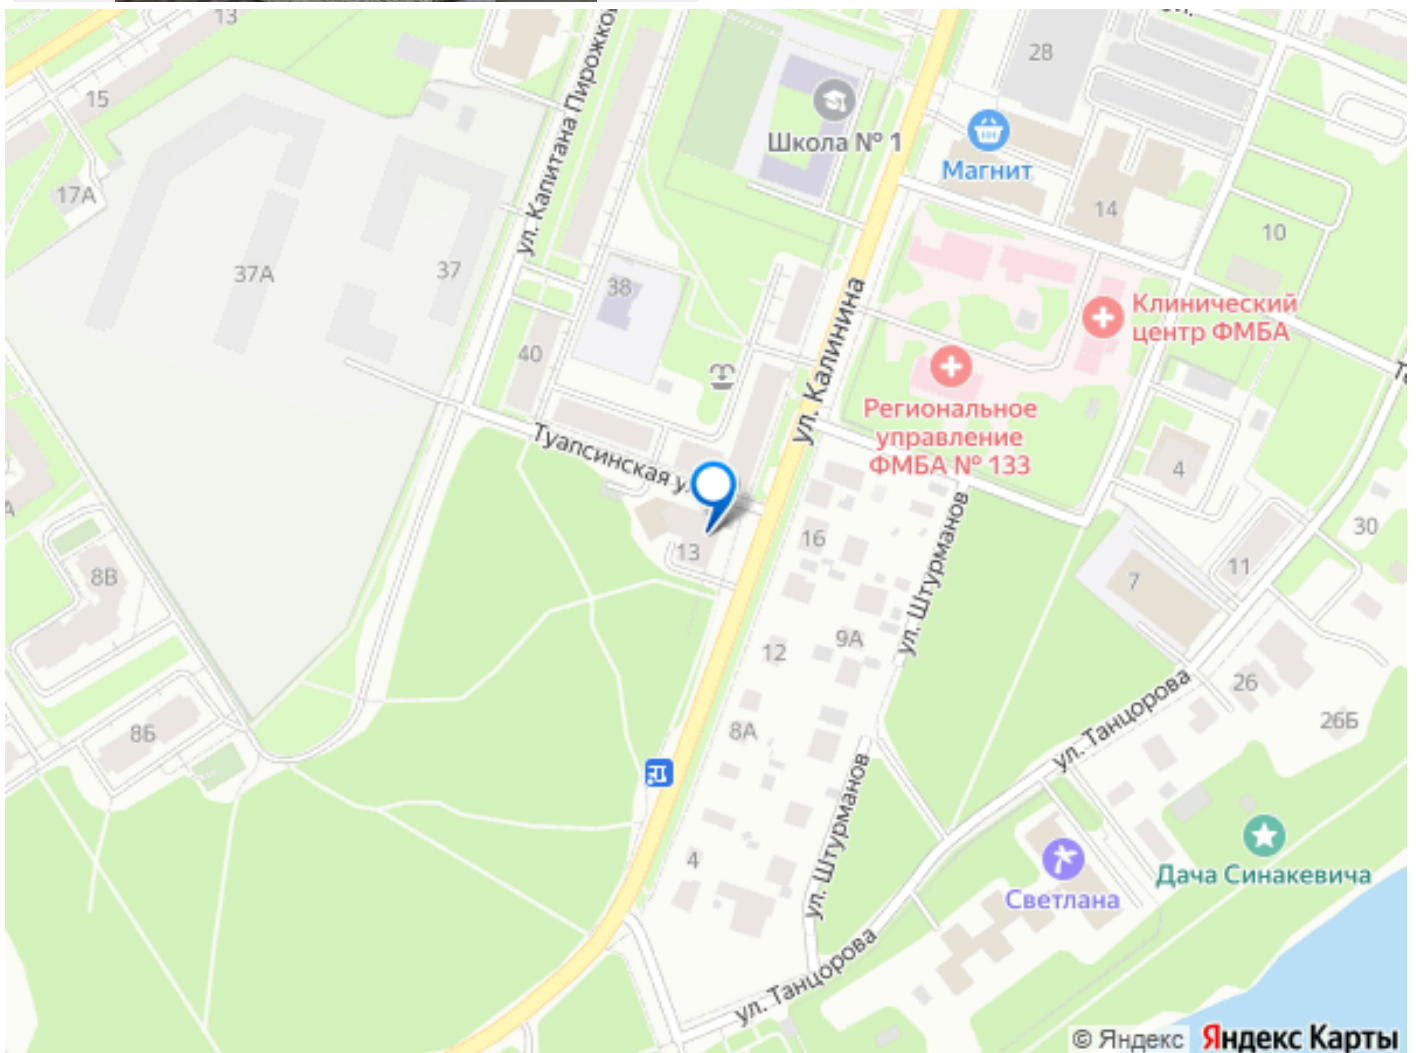 13
28
15
Школа № 1
Магнит
17А
ул. Капитана Пирожков
14
10
37А
37
38
ул. Калинина
Клинический
центр ФМБА
40
Региональное
управление
ФМБА № 133
Туапсинская у
4
13
16
ул. Штурманов
30
11
7
8В
9А
12
26
26Б
8Б
8А
ул. Танцорова
ул. Штурманов
4
Дача Синакевича
Светлана
ул. Танцорова
© Яндекс Яндекс Карты